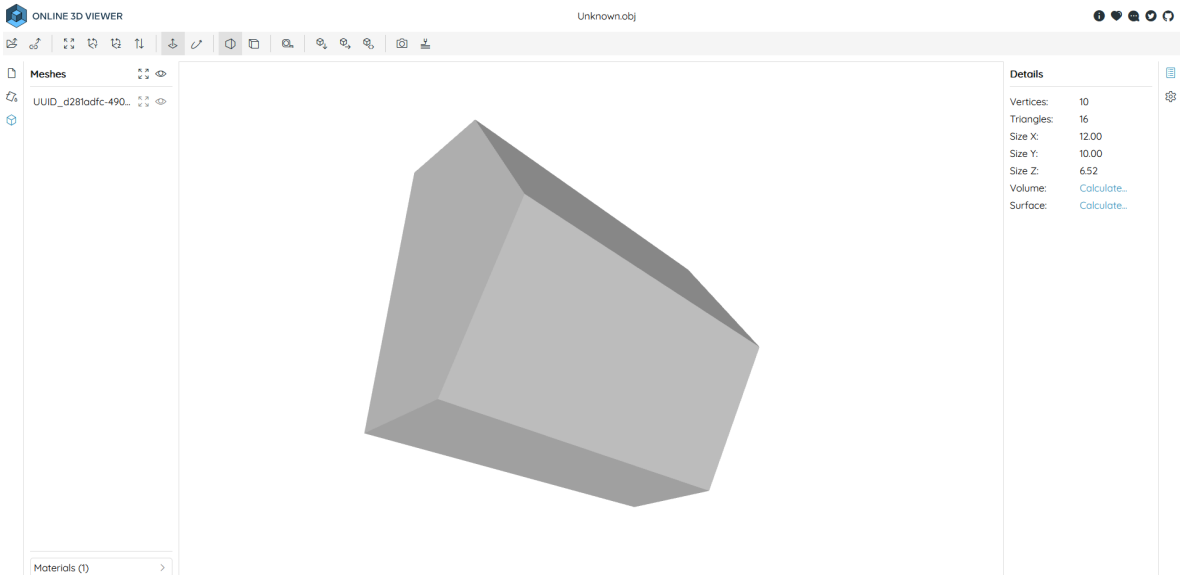 ONLINE 3D VIEWER
Unknown.obj
Meshes
UUID_d281adfc-490...
Materials (1)
Details
Vertices: 10
Triangles: 16
Size X: 12.00
Size Y: 10.00
Size Z: 6.52
Volume: Calculate...
Surface: Calculate...